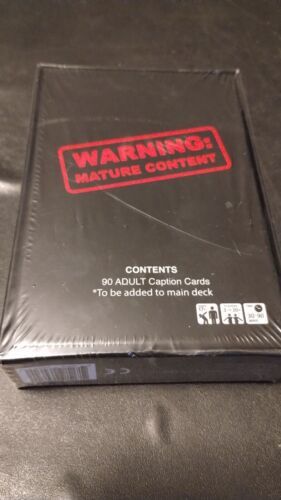 WARNING:
MATURE CONTENT
CONTENTS
90 ADULT Caption Cards
*To be added to main deck